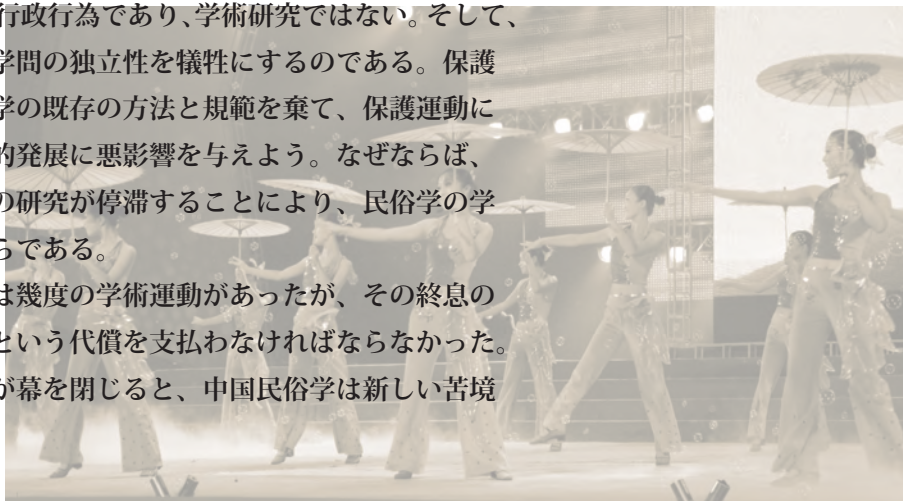 行政行為であり、学術研究ではない。そして、
学問の独立性を犠牲にするのである。保護
学の既存の方法と規範を棄て、保護運動に
的発展に悪影響を与えよう。なぜならば、
の研究が停滞することにより、民俗学の学
らである。
は幾度の学術運動があったが、その終息の
という代償を支払わなければならなかった。
が幕を閉じると、中国民俗学は新しい苦境